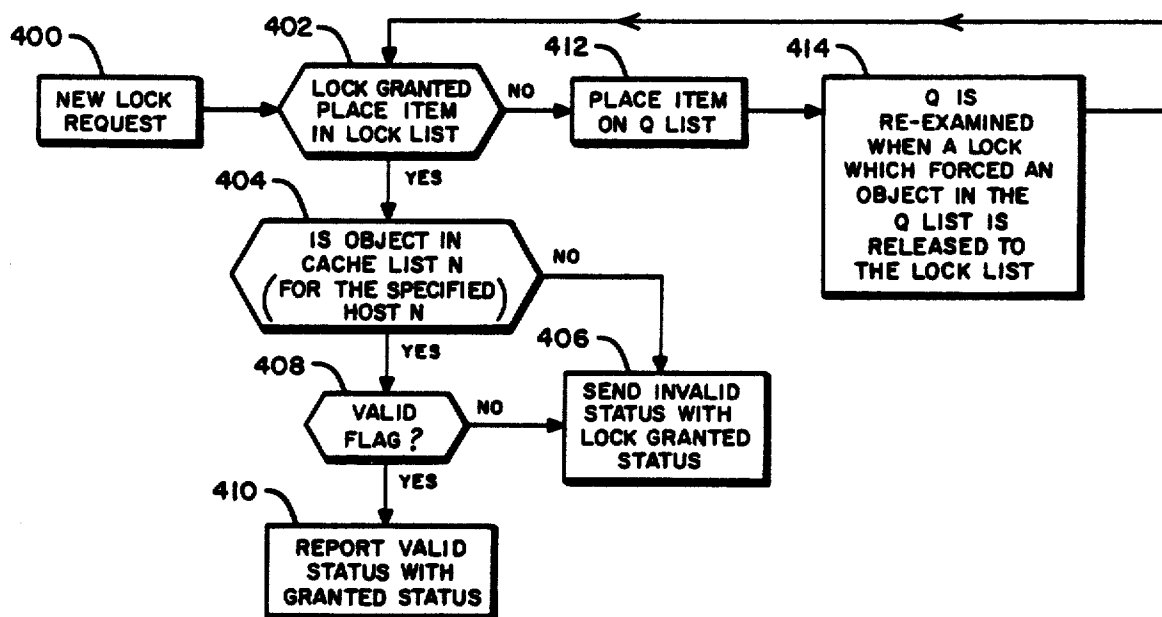 400
NEW LOCK
REQUEST
402
LOCK GRANTED
PLACE ITEM
IN LOCK LIST
NO
YES
412
PLACE ITEM
ON Q LIST
414
Q IS
RE-EXAMINED
WHEN A LOCK
WHICH FORCED AN
OBJECT IN THE
Q LIST IS
RELEASED TO
THE LOCK LIST
404
IS OBJECT IN
CACHE LIST N
(FOR THE SPECIFIED)
HOST N
NO
YES
406
SEND INVALID
STATUS WITH
LOCK GRANTED
STATUS
408
VALID
FLAG?
NO
YES
410
REPORT VALID
STATUS WITH
GRANTED STATUS